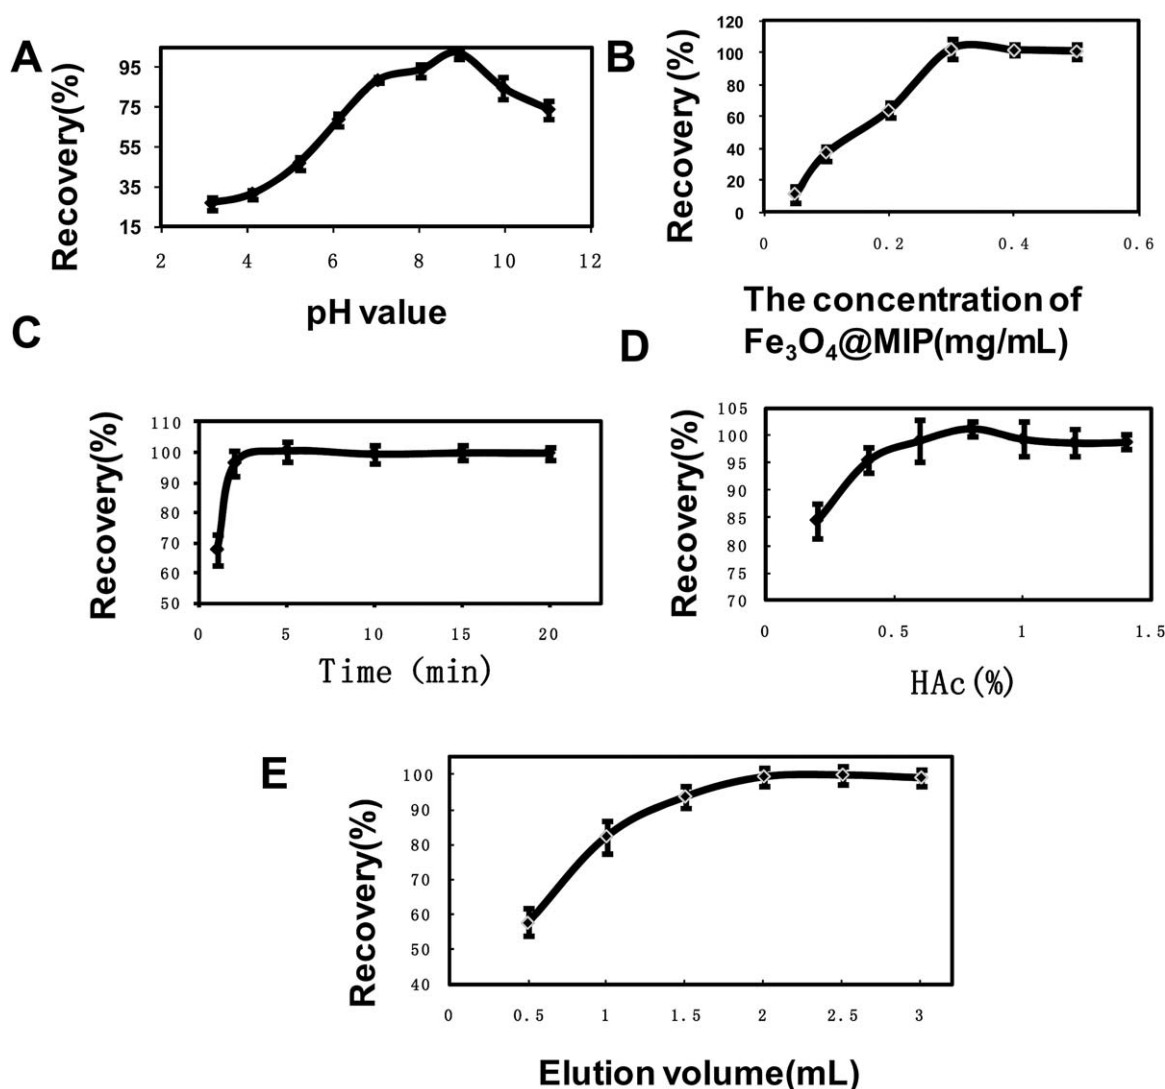 A
Recovery(%)
95
75
55
35
15
2 4 6 8 10 12
pH value
B
Recovery (%)
120
100
80
60
40
20
0
0 0.2 0.4 0.6
The concentration of
Fe₃O₄@MIP(mg/mL)
C
Recovery(%)
110
100
90
80
70
60
50
0 5 10 15 20
Time (min)
D
Recovery(%)
105
100
95
90
85
80
75
70
0 0.5 1 1.5
HAc(%)
E
Recovery(%)
100
90
80
70
60
50
40
0 0.5 1 1.5 2 2.5 3
Elution volume(mL)